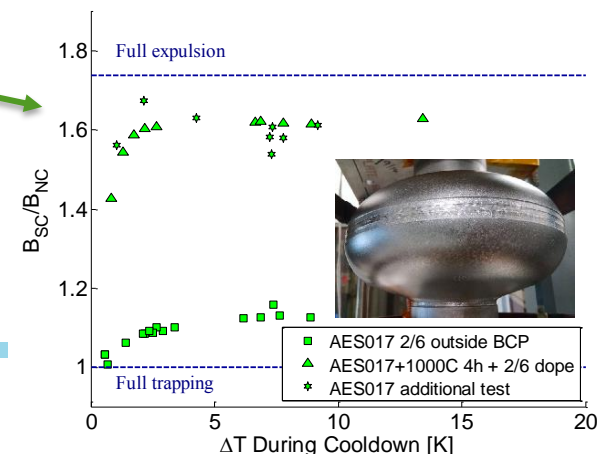 1.8
Full expulsion
1.6
1.4
1.2
1
Full trapping
B_SC/B_NC
AES017 2/6 outside BCP
AES017+1000C 4h + 2/6 dope
AES017 additional test
0
5
10
15
20
ΔT During Cooldown [K]